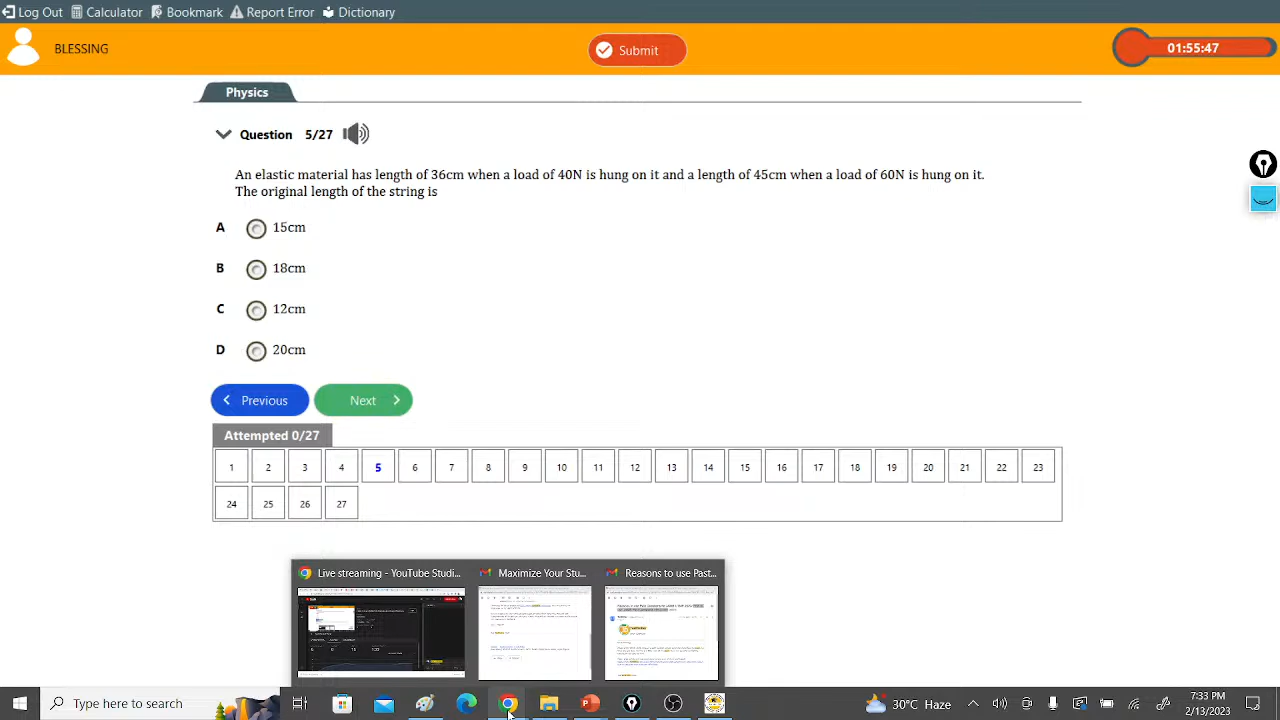 Log Out Calculator Bookmark Report Error Dictionary
BLESSING
Submit
01:55:47
Physics
Question 5/27
An elastic material has length of 36cm when a load of 40N is hung on it and a length of 45cm when a load of 60N is hung on it.
The original length of the string is
A 15cm
B 18cm
C 12cm
D 20cm
Previous Next
Attempted 0/27
1 2 3 4 5 6 7 8 9 10 11 12 13 14 15 16 17 18 19 20 21 22 23
24 25 26 27
Live streaming - YouTube Studi... Maximize Your Stu... Reasons to use Past...
Type here to search
30°C Haze
7:33 PM
2/13/2023